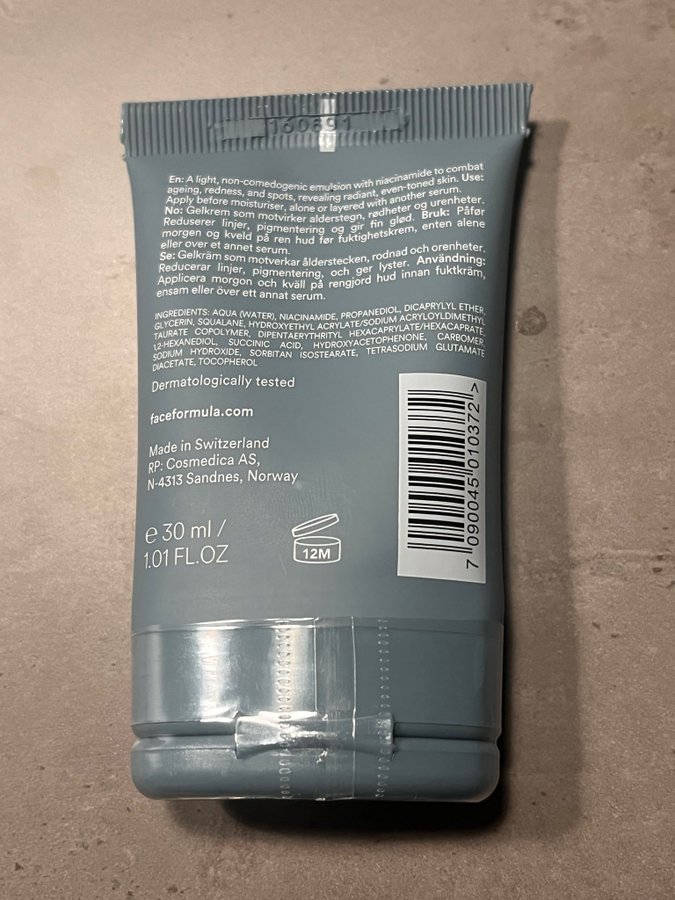 160691
En: A light, non-comedogenic emulsion with niacinamide to combat
ageing, redness, and spots, revealing radiant, even-toned skin. Use:
Apply before moisturiser, alone or layered with another serum.
No: Gelkrem som motvirker alderstegn, rødheter og urenheter.
Reduserer linjer, pigmentering og gir fin glød. Bruk: Påfør
morgen og kveld på ren hud før fuktighetskrem, enten alene
eller over et annet serum.
Se: Gelkräm som motverkar ålderstecken, rodnad och orenheter.
Reducerar linjer, pigmentering, och ger lyster. Användning:
Applicera morgon och kväll på rengjord hud innan fuktkräm,
ensam eller över ett annat serum.
INGREDIENTS: AQUA (WATER), NIACINAMIDE, PROPANEDIOL, DICAPRYLYL ETHER,
GLYCERIN, SQUALANE, HYDROXYETHYL ACRYLATE/SODIUM ACRYLOYLDIMETHYL
TAURATE COPOLYMER, DIPENTAERYTHRITYL HEXACAPRYLATE/HEXACAPRATE,
1,2-HEXANEDIOL, SUCCINIC ACID, HYDROXYACETOPHENONE, CARBOMER,
SODIUM HYDROXIDE, SORBITAN ISOSTEARATE, TETRASODIUM GLUTAMATE
DIACETATE, TOCOPHEROL
Dermatologically tested
faceformula.com
Made in Switzerland
RP: Cosmedica AS,
N-4313 Sandnes, Norway
e 30 ml /
1.01 FL.OZ
12M
7 090045 010372 >